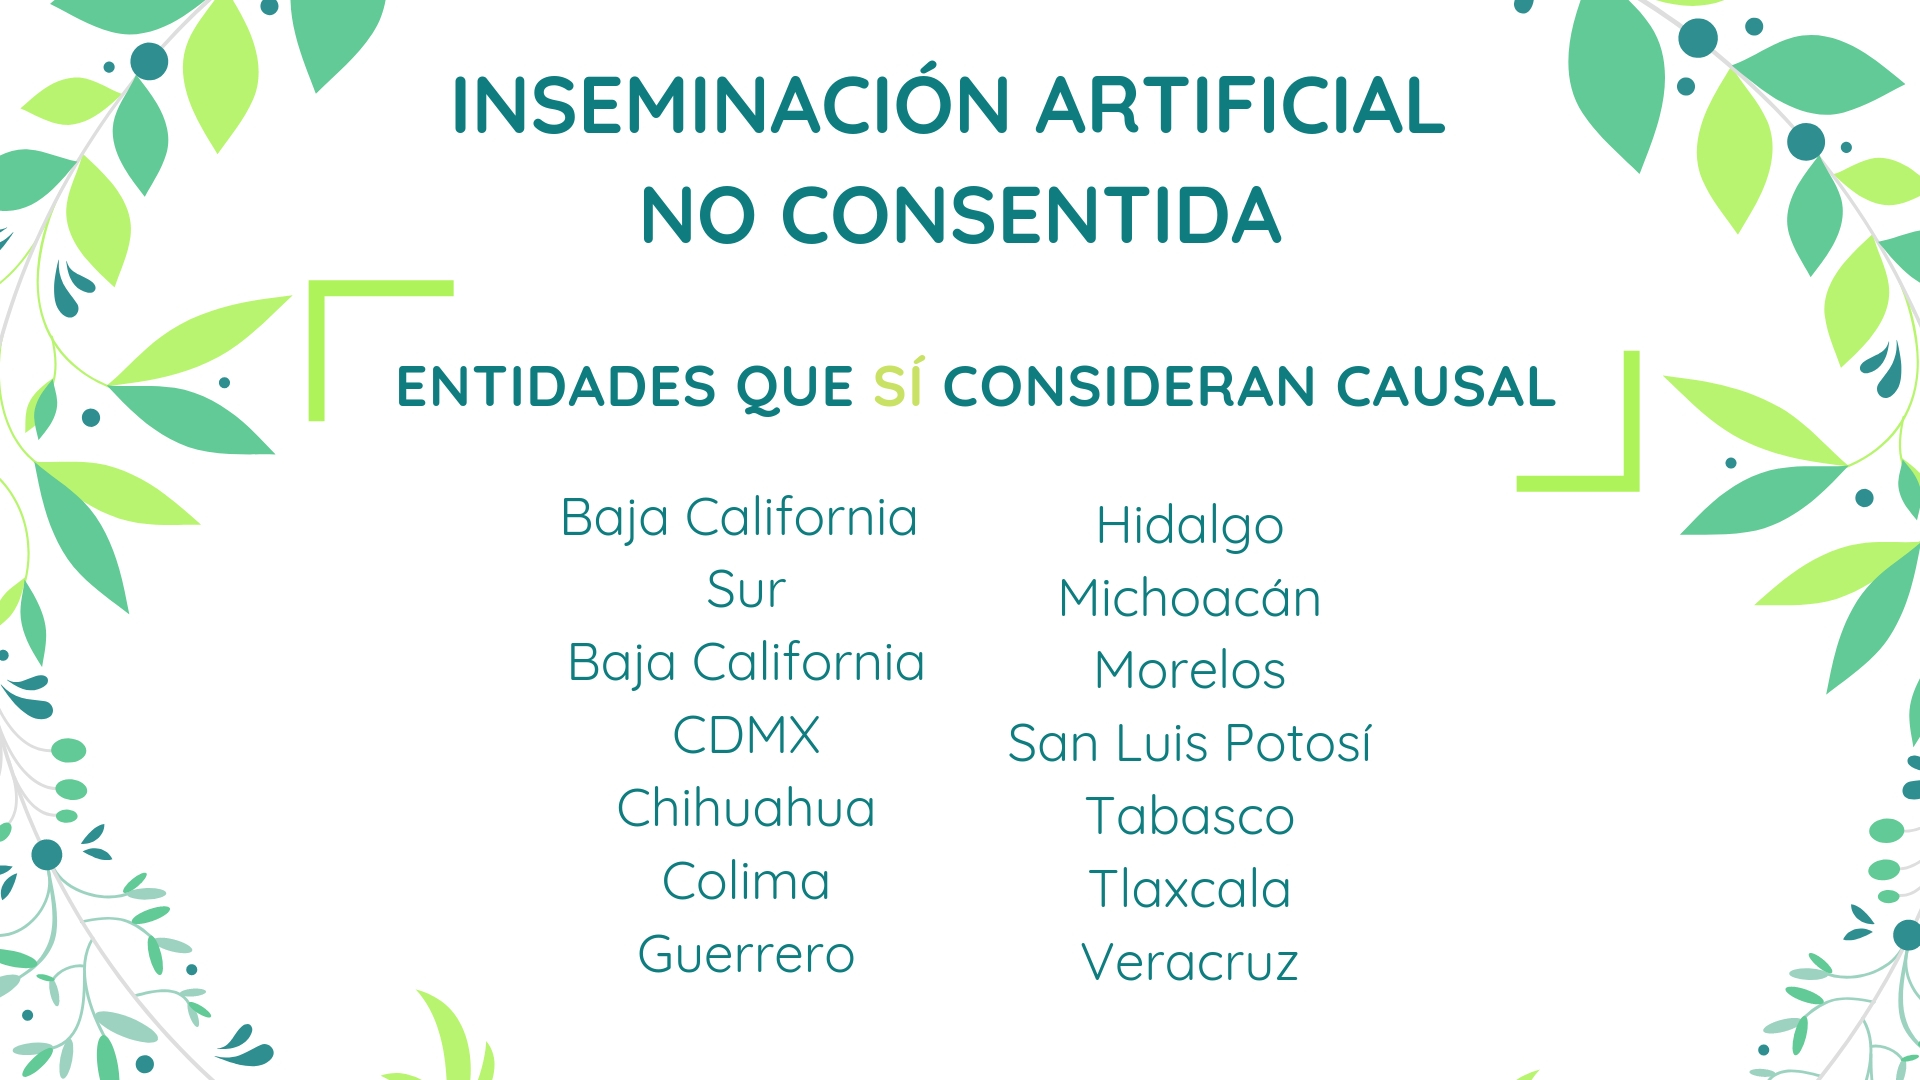 INSEMINACIÓN ARTIFICIAL
NO CONSENTIDA
ENTIDADES QUE SÍ CONSIDERAN CAUSAL
Baja California
Sur
Baja California
CDMX
Chihuahua
Colima
Guerrero
Hidalgo
Michoacán
Morelos
San Luis Potosí
Tabasco
Tlaxcala
Veracruz